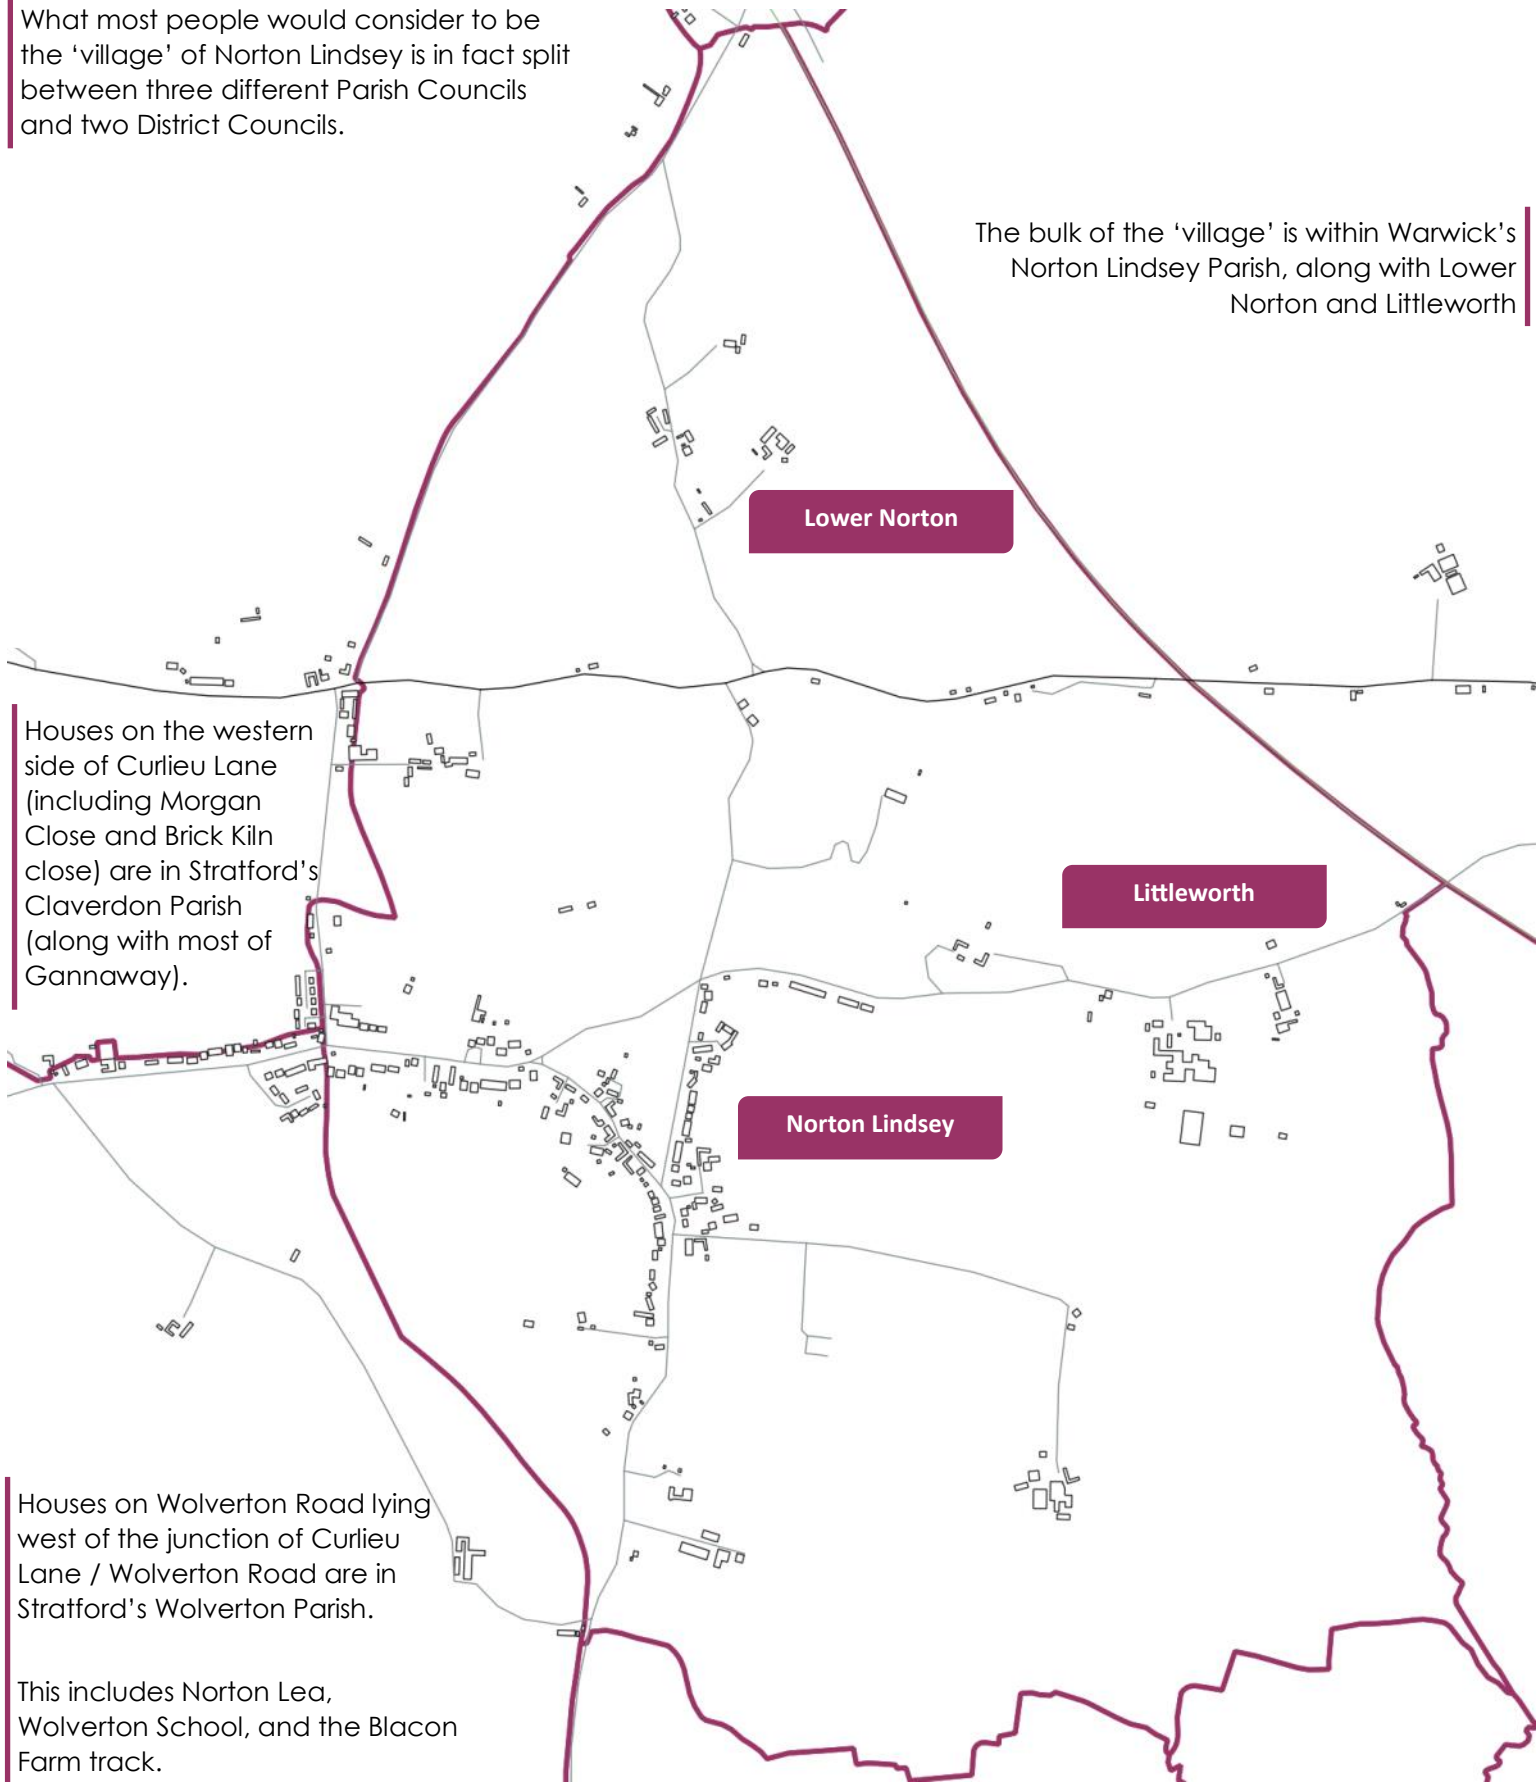 What most people would consider to be
the ‘village’ of Norton Lindsey is in fact split
between three different Parish Councils
and two District Councils.
The bulk of the ‘village’ is within Warwick’s
Norton Lindsey Parish, along with Lower
Norton and Littleworth
Lower Norton
Houses on the western
side of Curlieu Lane
(including Morgan
Close and Brick Kiln
close) are in Stratford’s
Claverdon Parish
(along with most of
Gannaway).
Littleworth
Norton Lindsey
Houses on Wolverton Road lying
west of the junction of Curlieu
Lane / Wolverton Road are in
Stratford’s Wolverton Parish.
This includes Norton Lea,
Wolverton School, and the Blacon
Farm track.